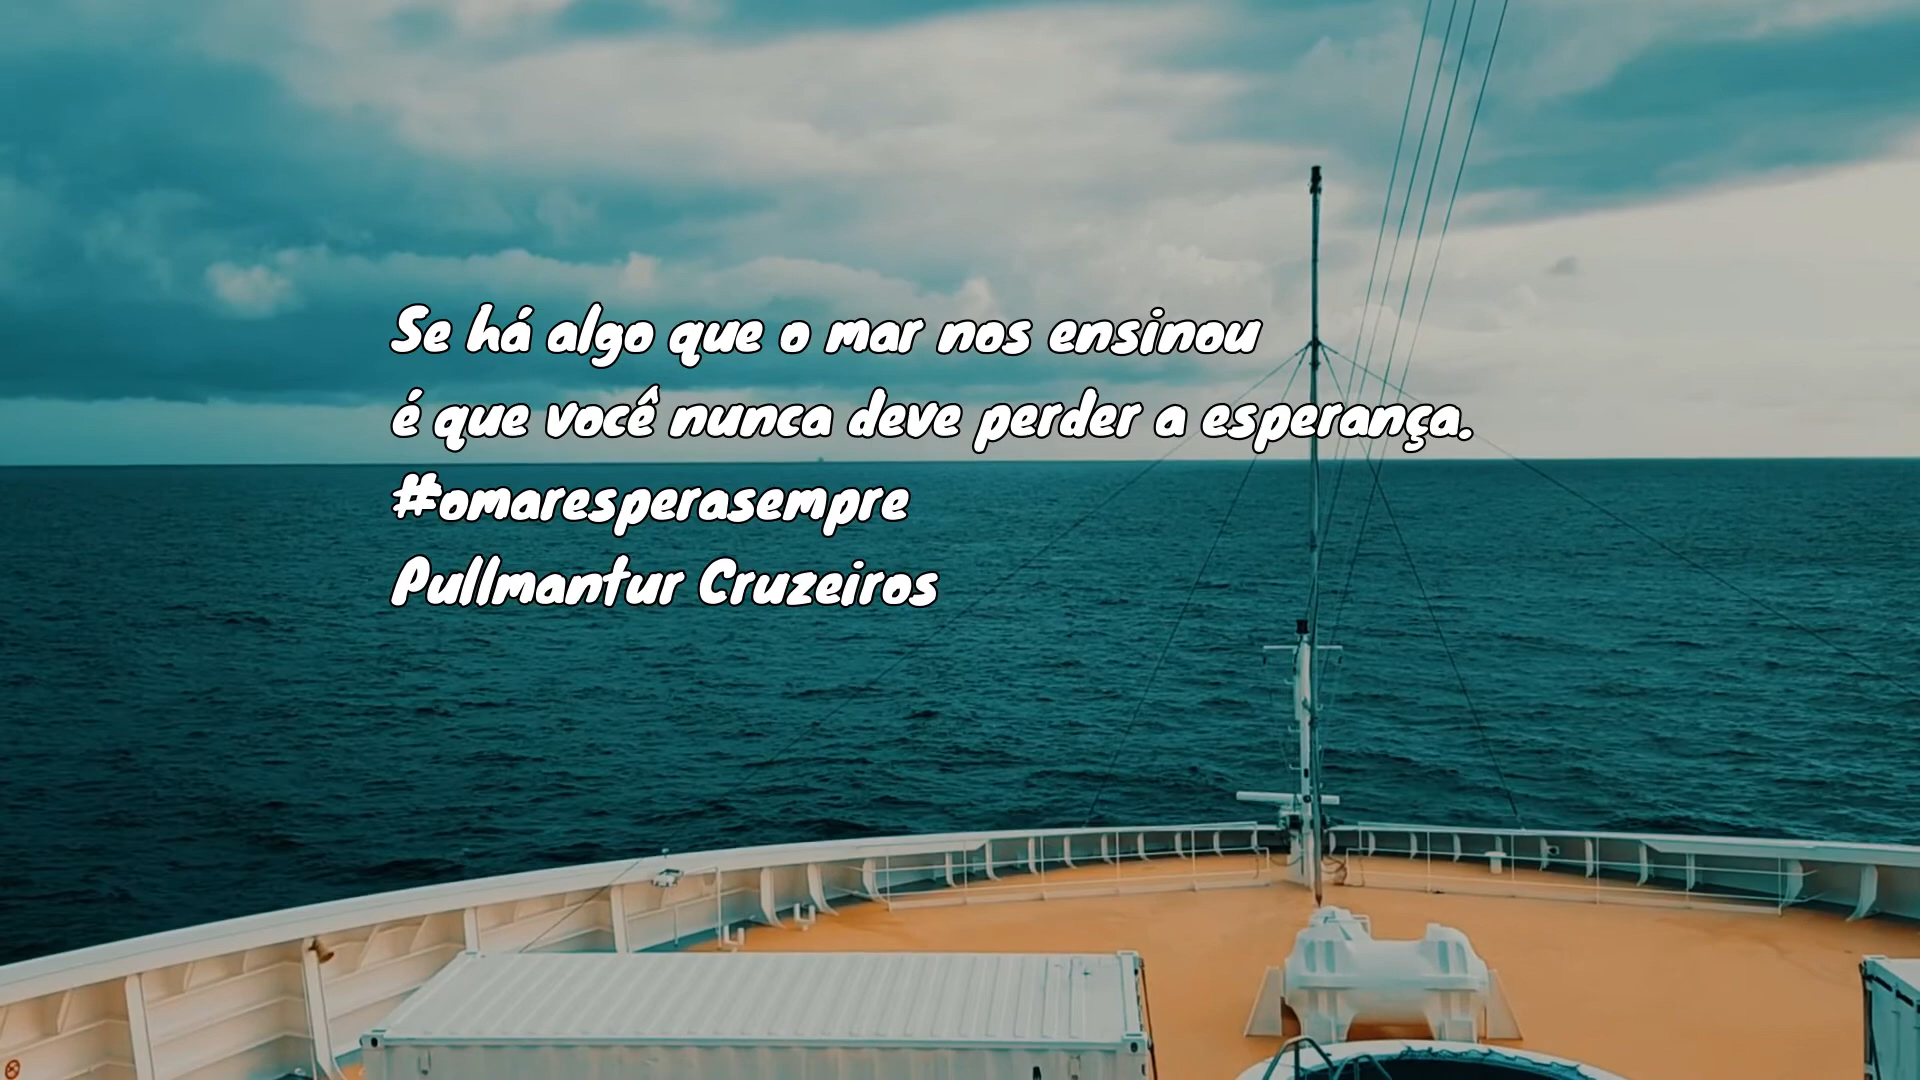 Se há algo que o mar nos ensinou
é que você nunca deve perder a esperança.
#omaresperasempre
Pullmantur Cruzeiros